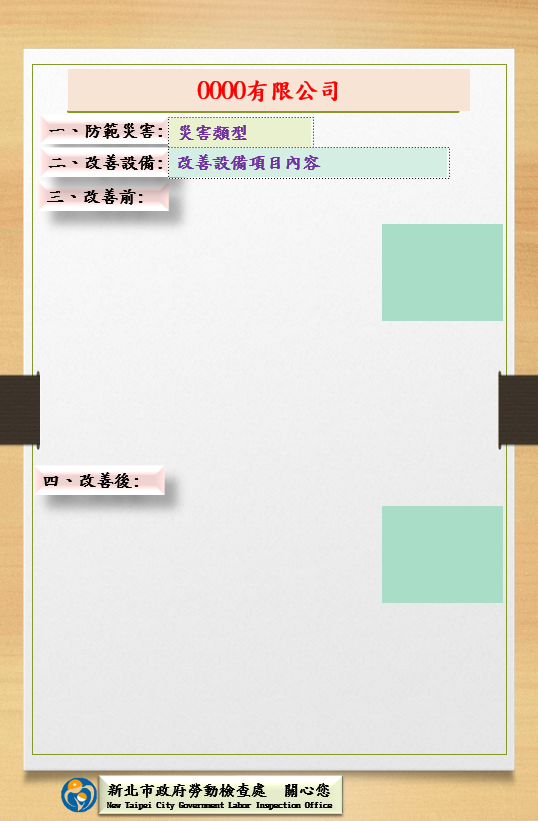 0000有限公司
一、防範災害: 災害類型
二、改善設備: 改善設備項目內容
三、改善前:
四、改善後:
新北市政府勞動檢查處 關心您
New Taipei City Government Labor Inspection Office